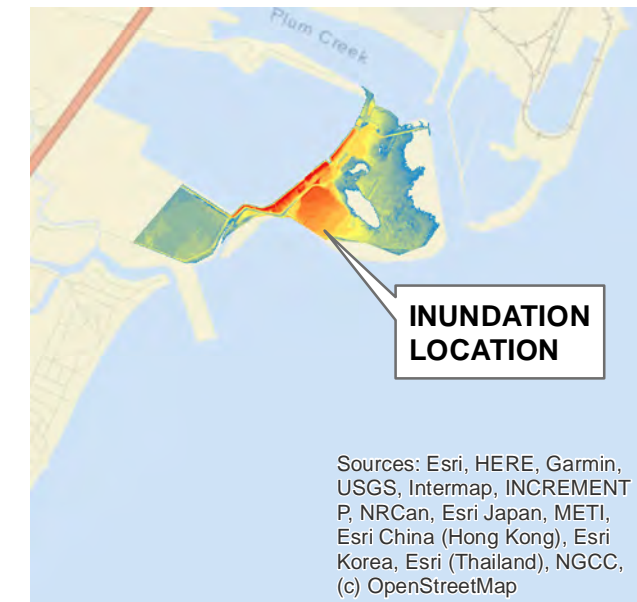 Plum Creek
INUNDATION
LOCATION
Sources: Esri, HERE, Garmin,
USGS, Intermap, INCREMENT
P, NRCan, Esri Japan, METI,
Esri China (Hong Kong), Esri
Korea, Esri (Thailand), NGCC,
(c) OpenStreetMap